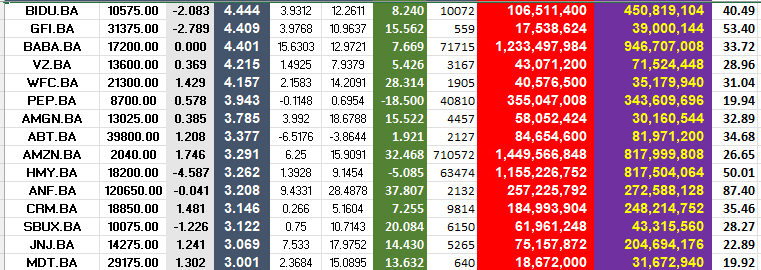 BIDU.BA 10575.00 -2.083 4.444 3.9312 12.2611 8.240 10072 106,511,400 450,819,104 40.49
GFI.BA 31375.00 -2.789 4.409 3.9768 10.9637 15.562 559 17,538,624 39,000,144 53.50
BABA.BA 17200.00 0.000 4.401 15.6303 12.9721 7.669 71715 1,233,497,984 946,707,008 33.72
VZ.BA 13600.00 0.369 4.215 1.4925 7.9379 5.426 3167 43,071,200 71,524,448 28.96
WFC.BA 21300.00 1.429 4.157 2.1583 14.2091 28.314 1905 40,576,500 35,179,940 31.04
PEP.BA 8700.00 0.578 3.943 -0.1148 0.6954 -18.500 40810 355,047,008 343,609,696 19.94
AMGN.BA 13025.00 0.385 3.785 3.992 18.6788 15.522 4457 58,052,424 30,160,544 32.89
ABT.BA 39800.00 1.208 3.377 -6.5176 -3.8644 1.921 2127 84,654,600 81,971,200 34.68
AMZN.BA 2040.00 1.746 3.291 6.25 15.9091 32.468 710572 1,449,566,848 817,999,808 26.65
HMY.BA 18200.00 -4.587 3.262 1.3928 9.1454 -5.085 63474 1,155,226,752 817,504,064 50.01
ANF.BA 120650.00 -0.041 3.208 9.4331 28.4878 37.807 2132 257,225,792 272,588,128 87.40
CRM.BA 18850.00 1.481 3.146 0.266 5.1604 7.255 9814 184,993,904 248,214,752 35.46
SBUX.BA 10075.00 -1.226 3.122 0.75 10.7143 20.084 6150 61,961,248 43,315,560 28.27
JNJ.BA 14275.00 1.241 3.069 7.533 17.9752 14.430 5265 75,157,872 204,694,176 22.89
MDT.BA 29175.00 1.302 3.001 2.3684 15.0895 13.632 640 18,672,000 31,672,940 19.92